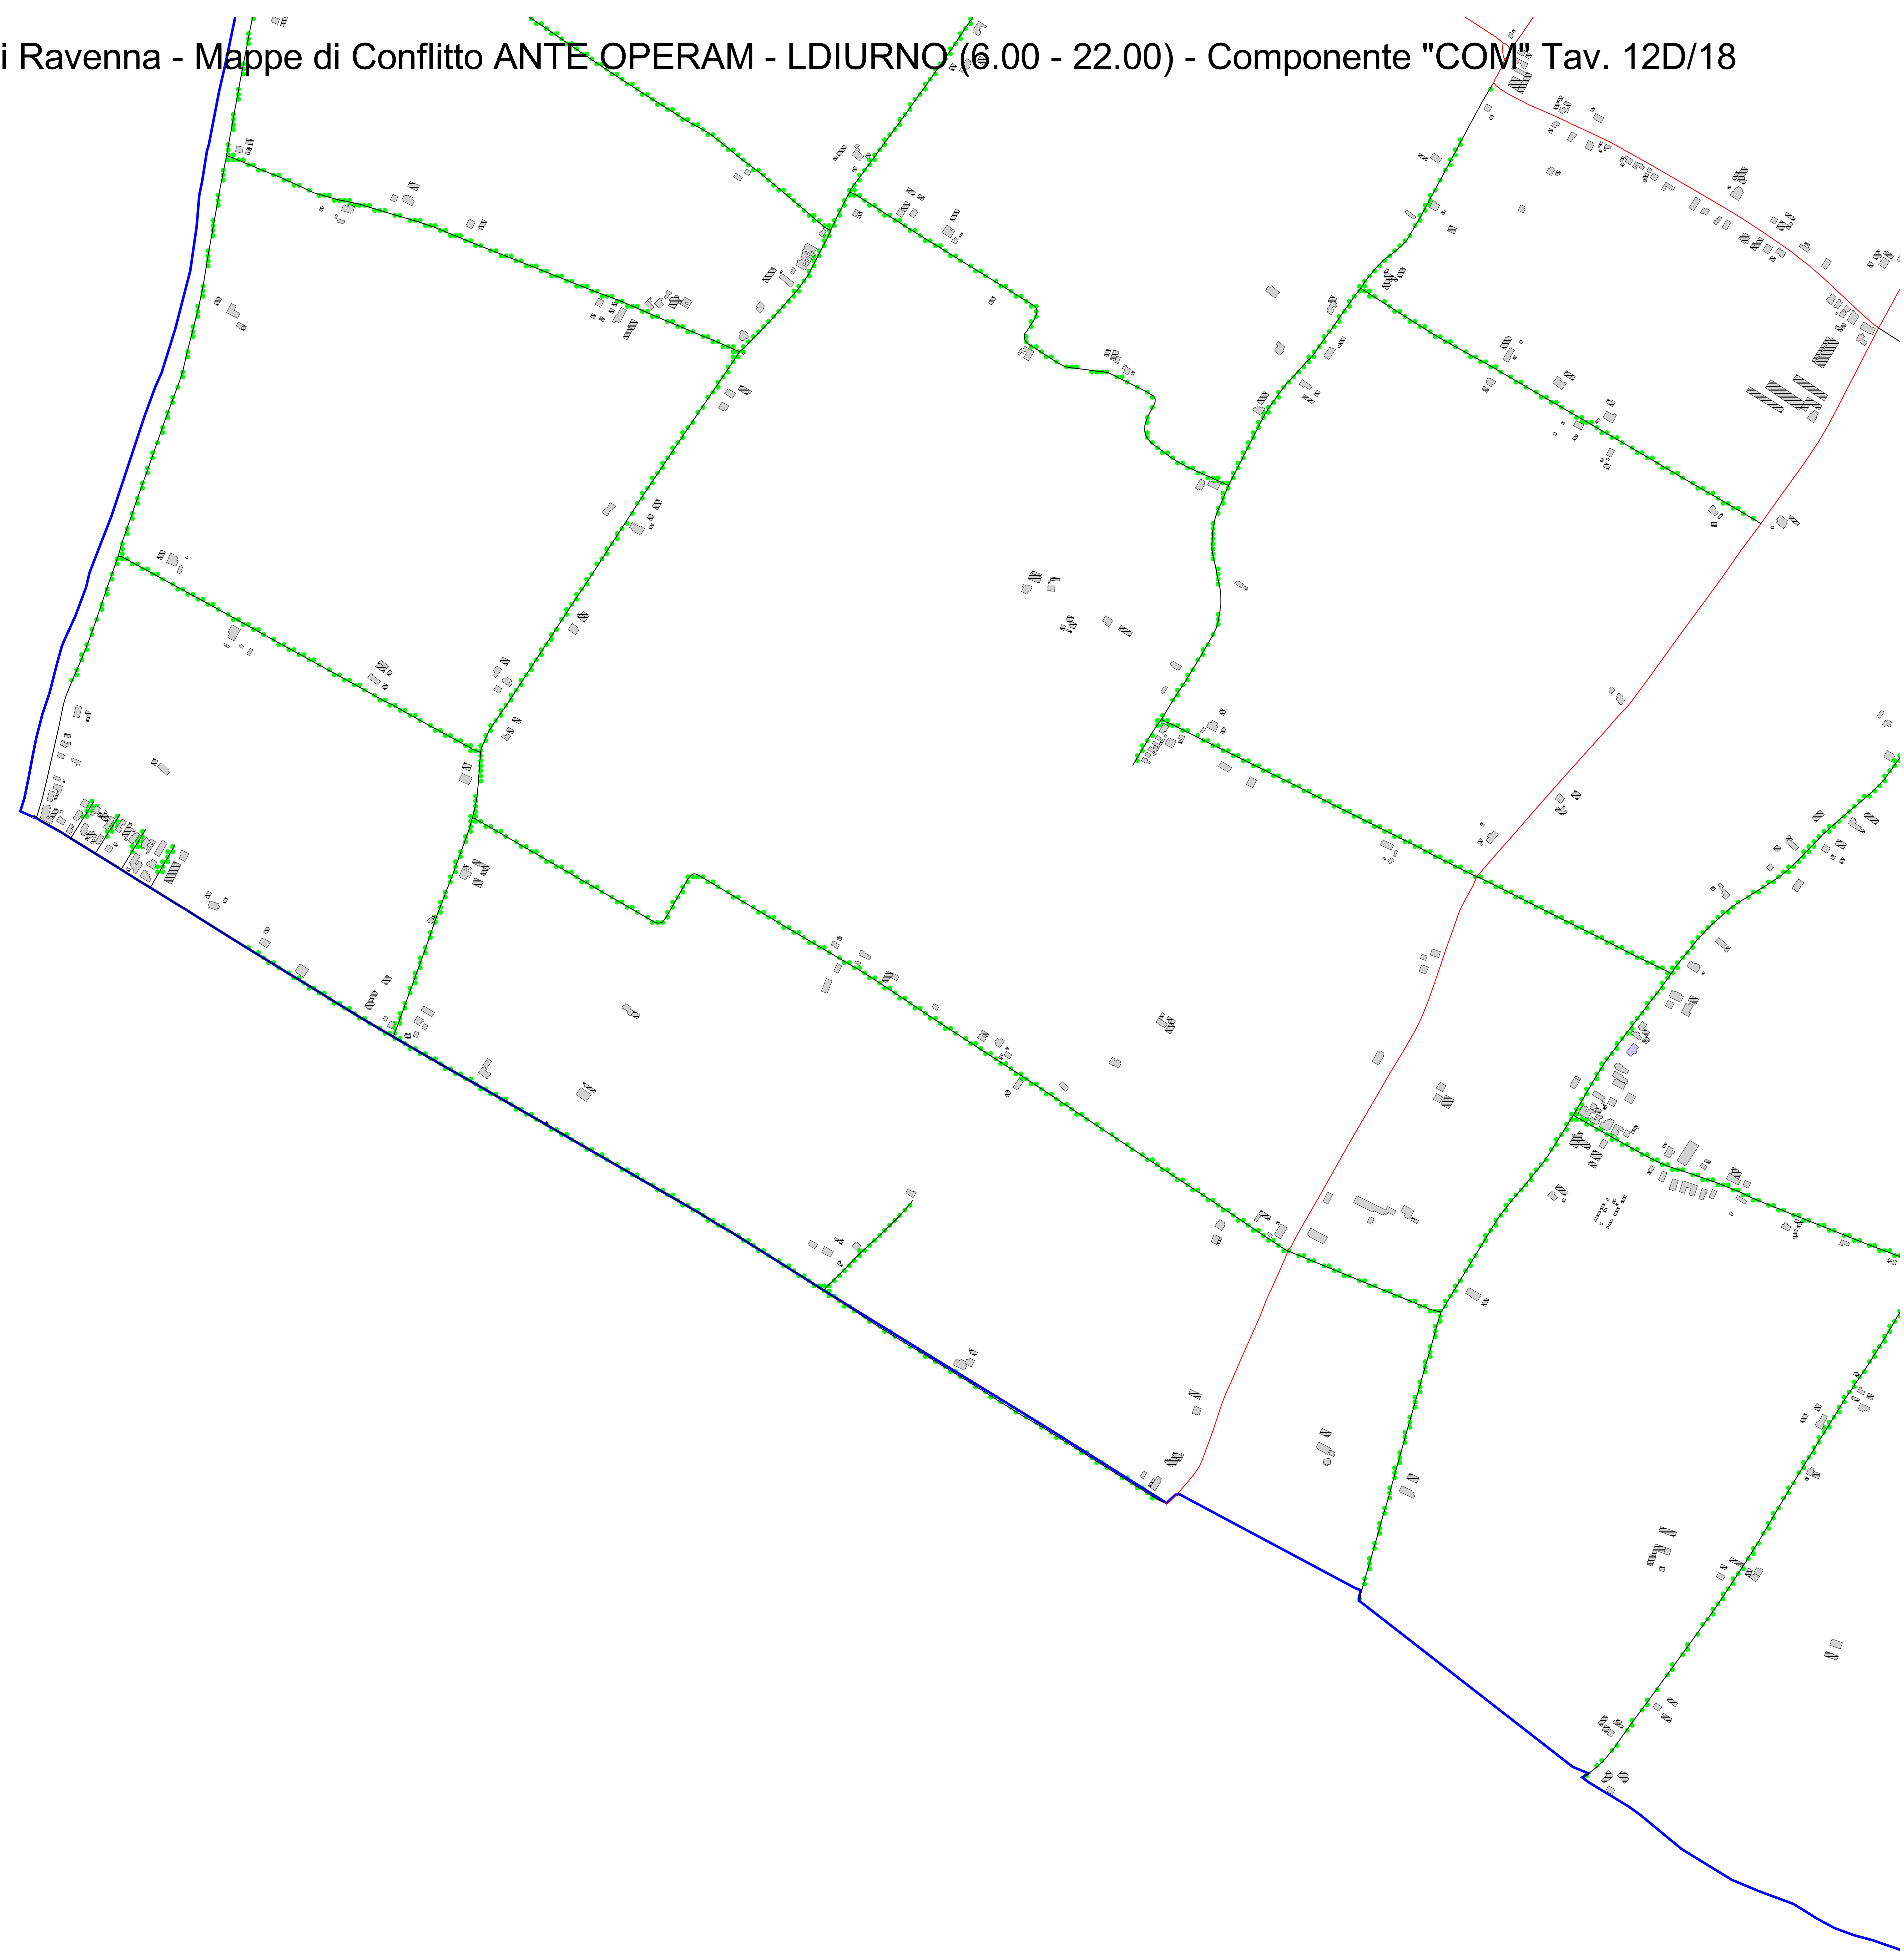 i Ravenna - Mappe di Conflitto ANTE OPERAM - LDIURNO (6.00 - 22.00) - Componente "COM" Tav. 12D/18